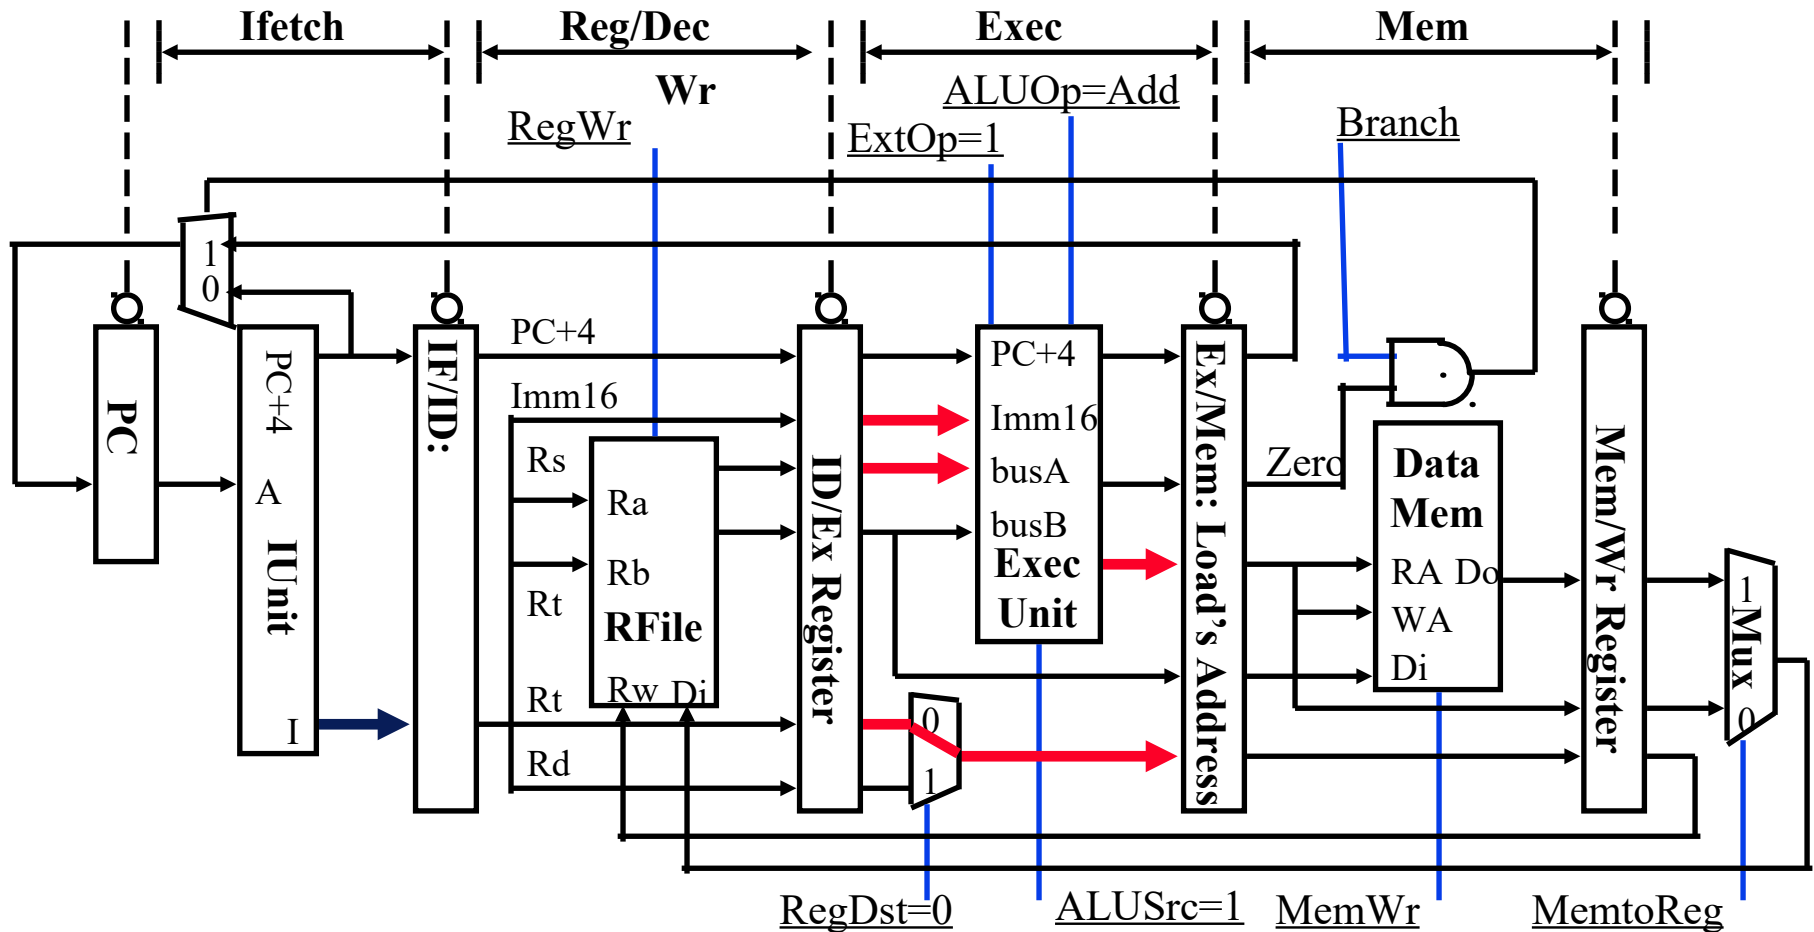 Ifetch
Reg/Dec
Exec
Mem
Wr
ALUOp=Add
RegWr
ExtOp=1
Branch
1
0
PC
PC+4
A
IUnit
I
IF/ID:
PC+4
Imm16
Rs
Rt
Rt
Rd
Ra
Rb
RFile
Rw Di
ID/Ex Register
0
1
PC+4
Imm16
busA
busB
Exec
Unit
Ex/Mem: Load's Address
Zero
Data
Mem
RA Do
WA
Di
Mem/Wr Register
1
Mux
0
RegDst=0
ALUSrc=1
MemWr
MemtoReg